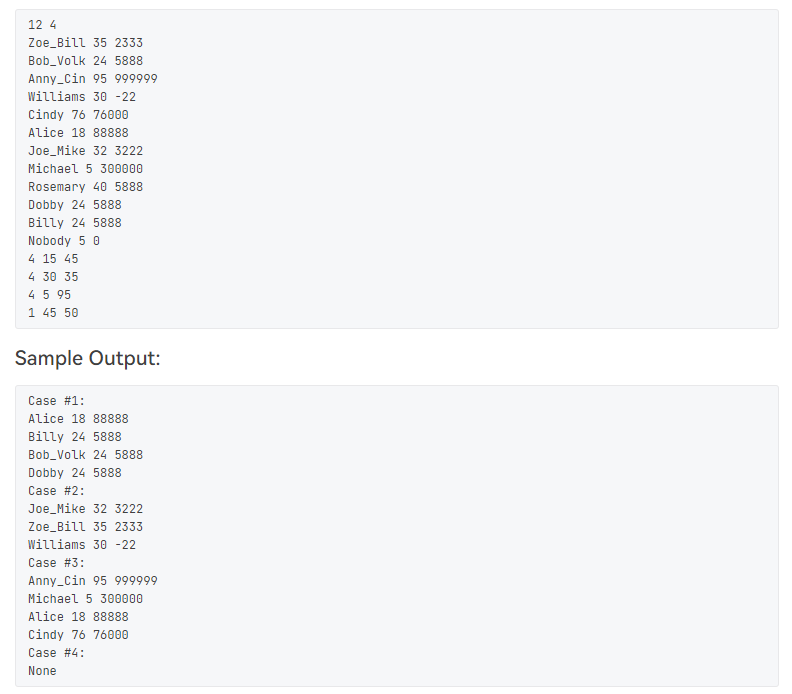 12 4
Zoe_Bill 35 2333
Bob_Volk 24 5888
Anny_Cin 95 999999
Williams 30 -22
Cindy 76 76000
Alice 18 88888
Joe_Mike 32 3222
Michael 5 300000
Rosemary 40 5888
Dobby 24 5888
Billy 24 5888
Nobody 5 0
4 15 45
4 30 35
4 5 95
1 45 50
Sample Output:
Case #1:
Alice 18 88888
Billy 24 5888
Bob_Volk 24 5888
Dobby 24 5888
Case #2:
Joe_Mike 32 3222
Zoe_Bill 35 2333
Williams 30 -22
Case #3:
Anny_Cin 95 999999
Michael 5 300000
Alice 18 88888
Cindy 76 76000
Case #4:
None